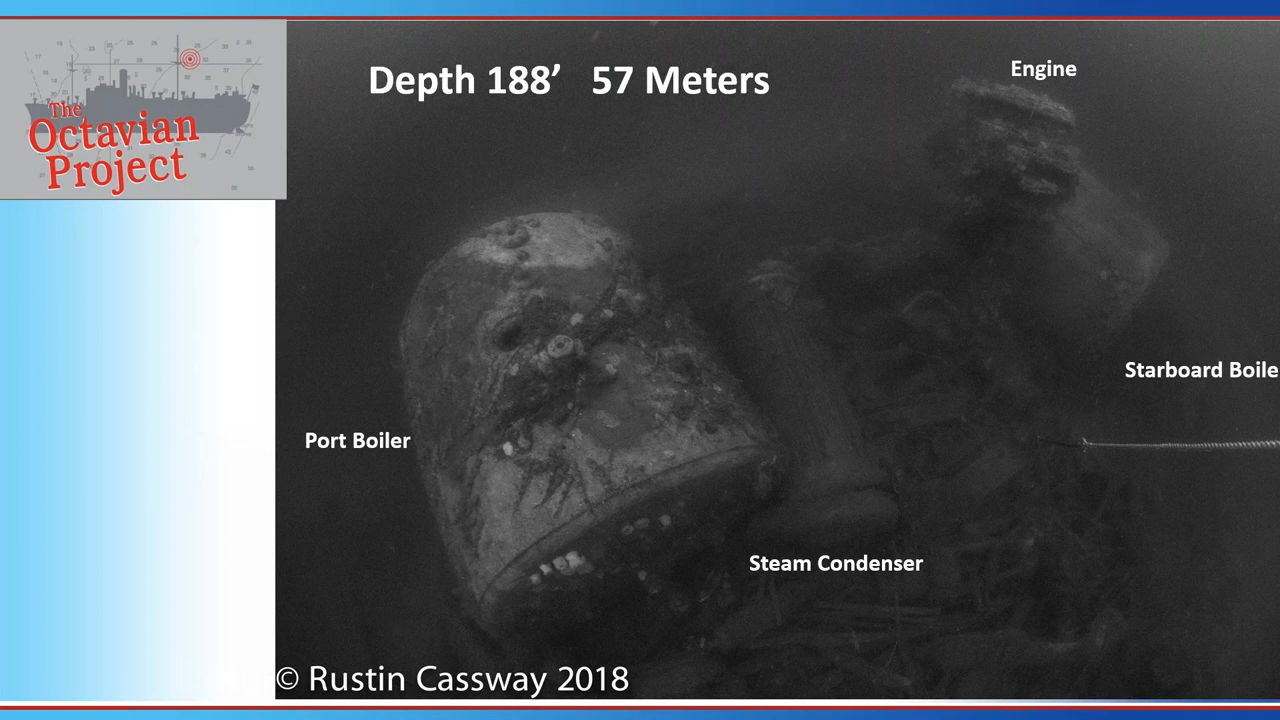 The
Octavian
Project
Depth 188’ 57 Meters
Engine
Starboard Boile
Port Boiler
Steam Condenser
© Rustin Cassway 2018